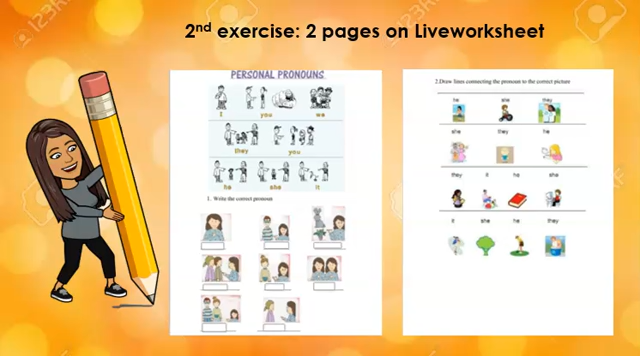 2nd exercise: 2 pages on Liveworksheet
PERSONAL PRONOUNS
I you we
they you
he she it
1. Write the correct pronoun
2.Draw lines connecting the pronoun to the correct picture
he she they
she they he
they it he she
it she he they